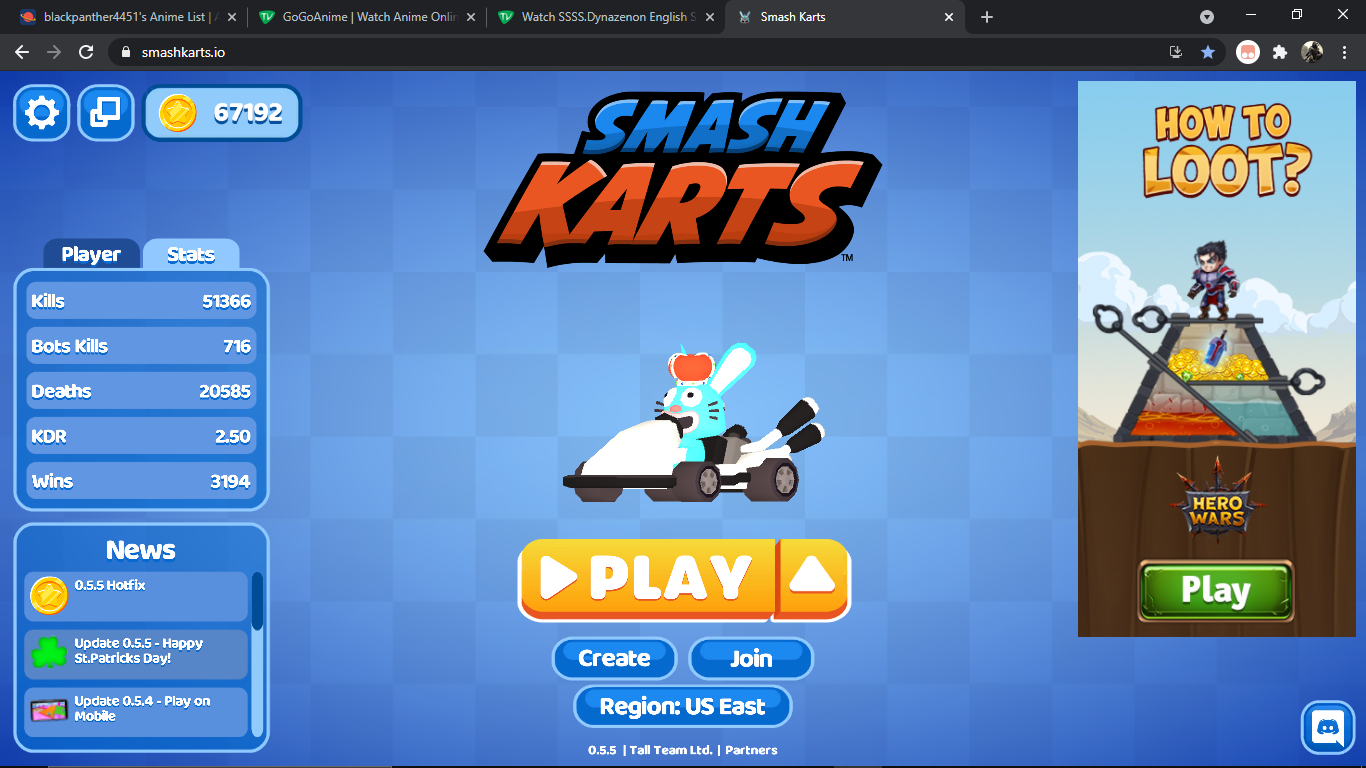 blackpanther4451's Anime List | A
GoGoAnime | Watch Anime Onlin
Watch SSSS.Dynazenon English S
Smash Karts
smashkarts.io
67192
SMASH
KARTS
TM
HOW TO
LOOT?
Player
Stats
Kills 51366
Bots Kills 716
Deaths 20585
KDR 2.50
Wins 3194
News
0.5.5 Hotfix
Update 0.5.5 - Happy
St.Patricks Day!
Update 0.5.4 - Play on
Mobile
PLAY
Create
Join
Region: US East
0.5.5 | Tall Team Ltd. | Partners
HERO
WARS
Play